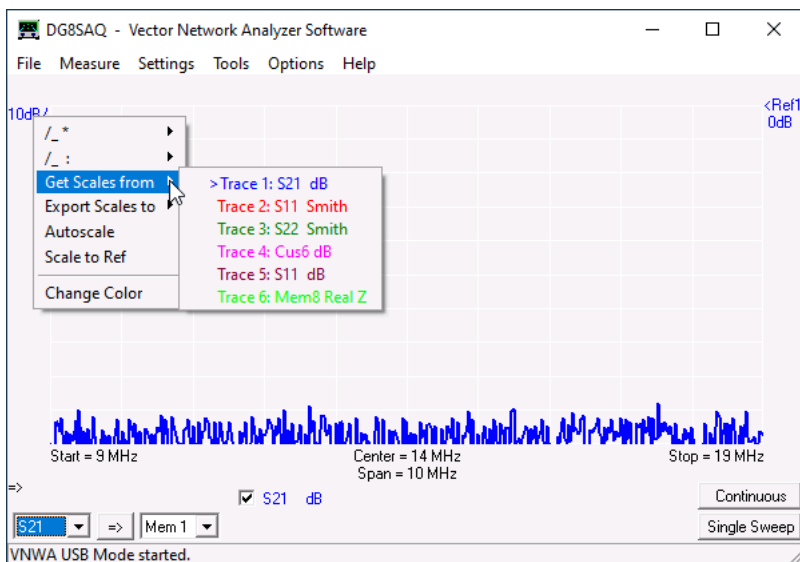 DG8SAQ - Vector Network Analyzer Software
File Measure Settings Tools Options Help
10dB/
<Ref1
0dB
/_ *
/_ :
Get Scales from
Export Scales to
Autoscale
Scale to Ref
Change Color
>Trace 1: S21 dB
Trace 2: S11 Smith
Trace 3: S22 Smith
Trace 4: Cus6 dB
Trace 5: S11 dB
Trace 6: Mem8 Real Z
Start = 9 MHz
Center = 14 MHz
Stop = 19 MHz
Span = 10 MHz
=>
S21 dB
Continuous
S21
=>
Mem 1
Single Sweep
VNWA USB Mode started.